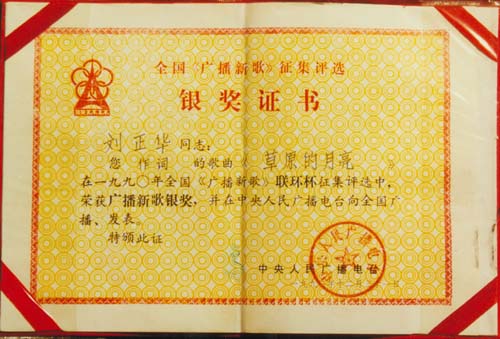 全国《广播新歌》征集评选
银奖证书
刘正华同志:
您作词的歌曲《草原的月亮》
在一九九〇年全国《广播新歌》联环杯征集评选中,
荣获广播新歌银奖,并在中央人民广播电台向全国广
播、发表。
特颁此证
中央人民广播电台